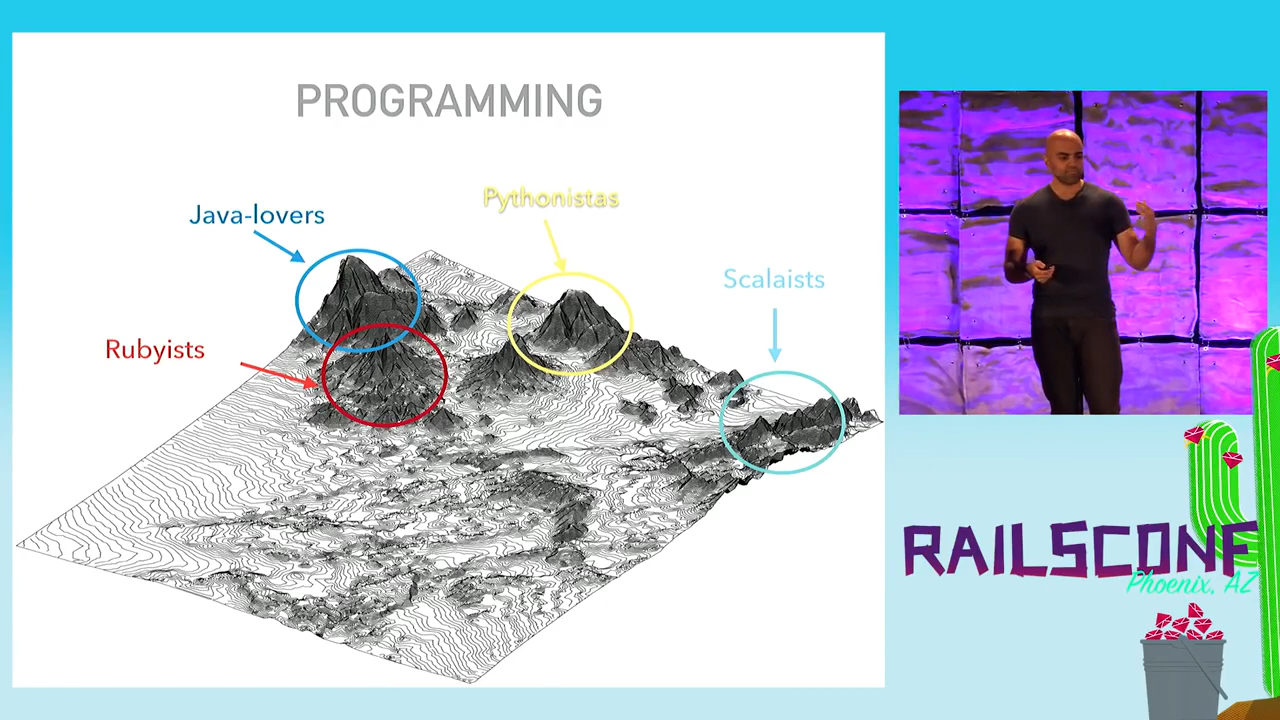 PROGRAMMING
Pythonistas
Java-lovers
Scalaists
Rubyists
RAILSCONF
Phoenix, AZ